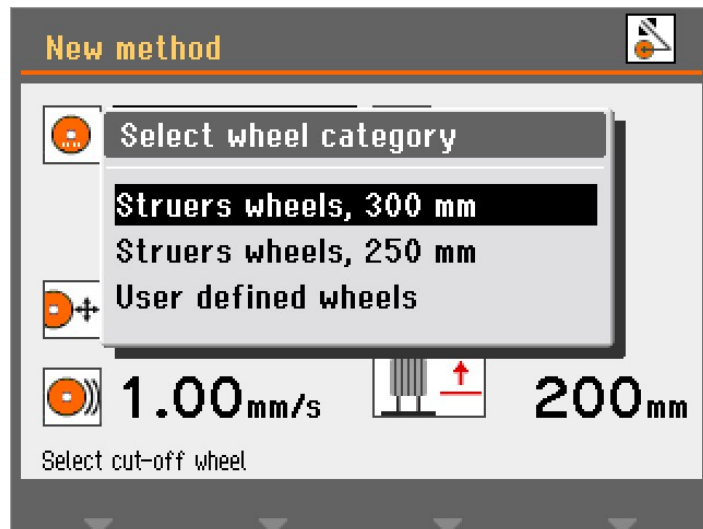 New method
Select wheel category
Struers wheels, 300 mm
Struers wheels, 250 mm
User defined wheels
1.00mm/s
200mm
Select cut-off wheel